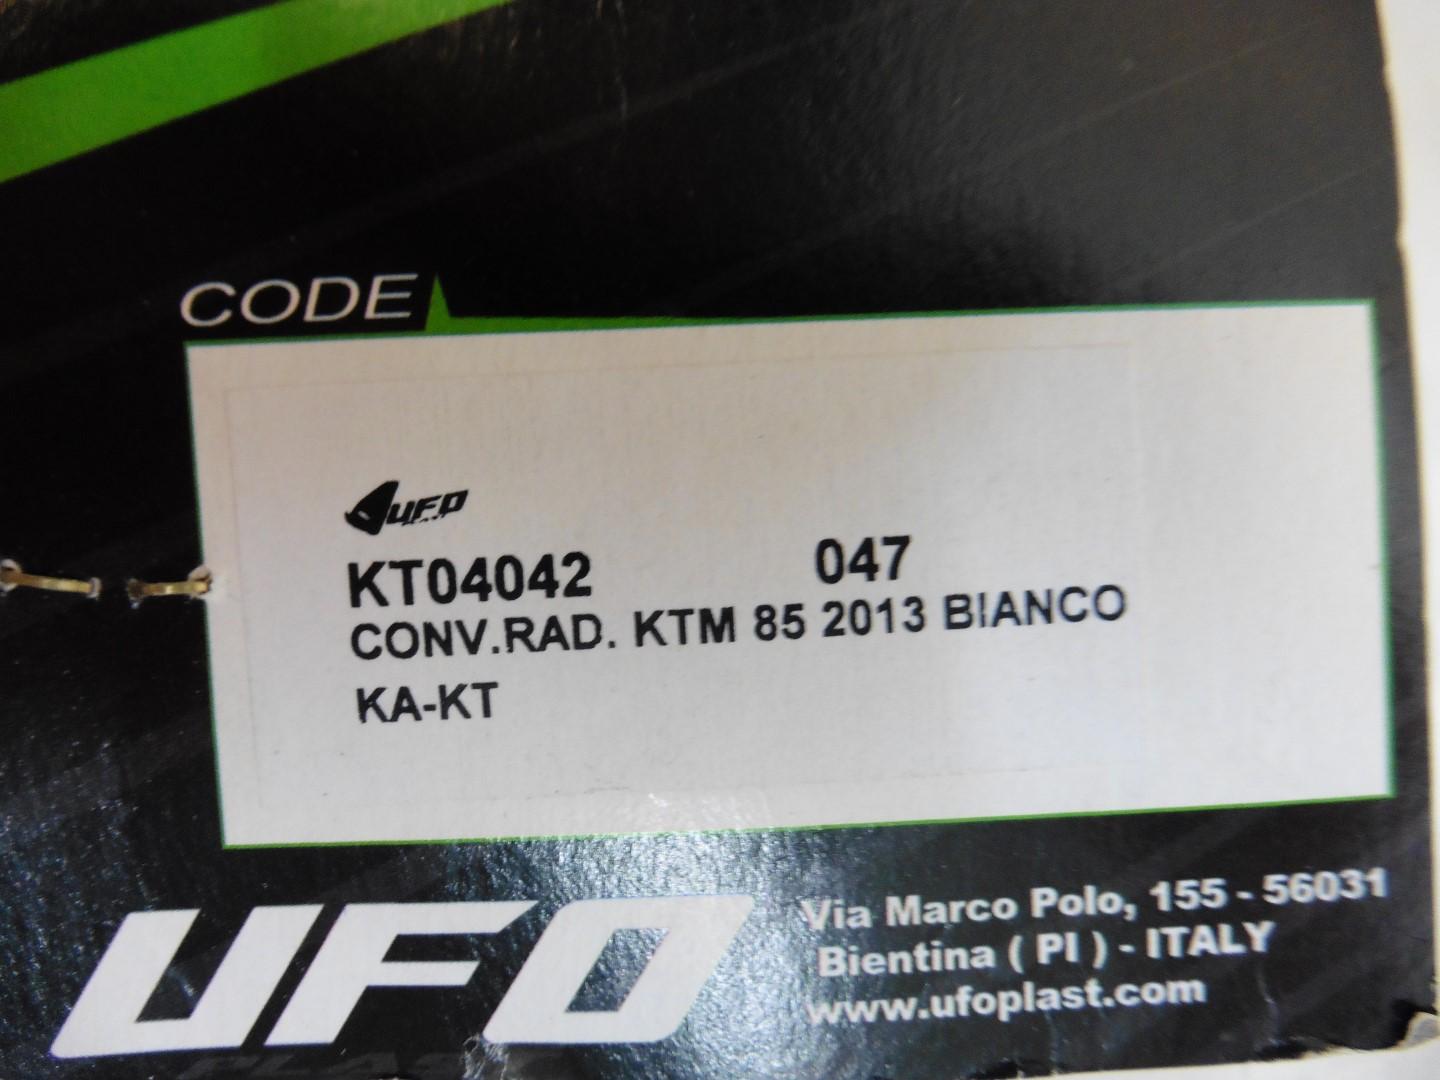 CODE
UFO
KT04042 047
CONV.RAD. KTM 85 2013 BIANCO
KA-KT
UFO
Via Marco Polo, 155 - 56031
Bientina ( PI ) - ITALY
www.ufoplast.com